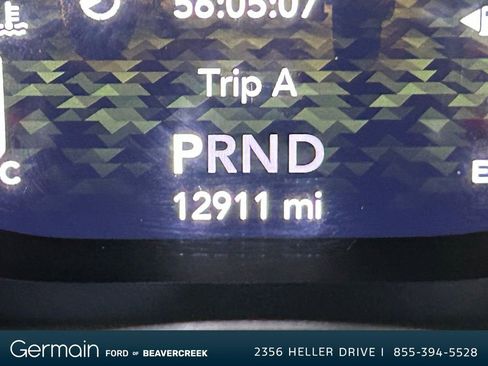 56:05:07
Trip A
PRND
12911 mi
C
E
Germain FORD OF BEAVERCREEK
2356 HELLER DRIVE | 855-394-5528